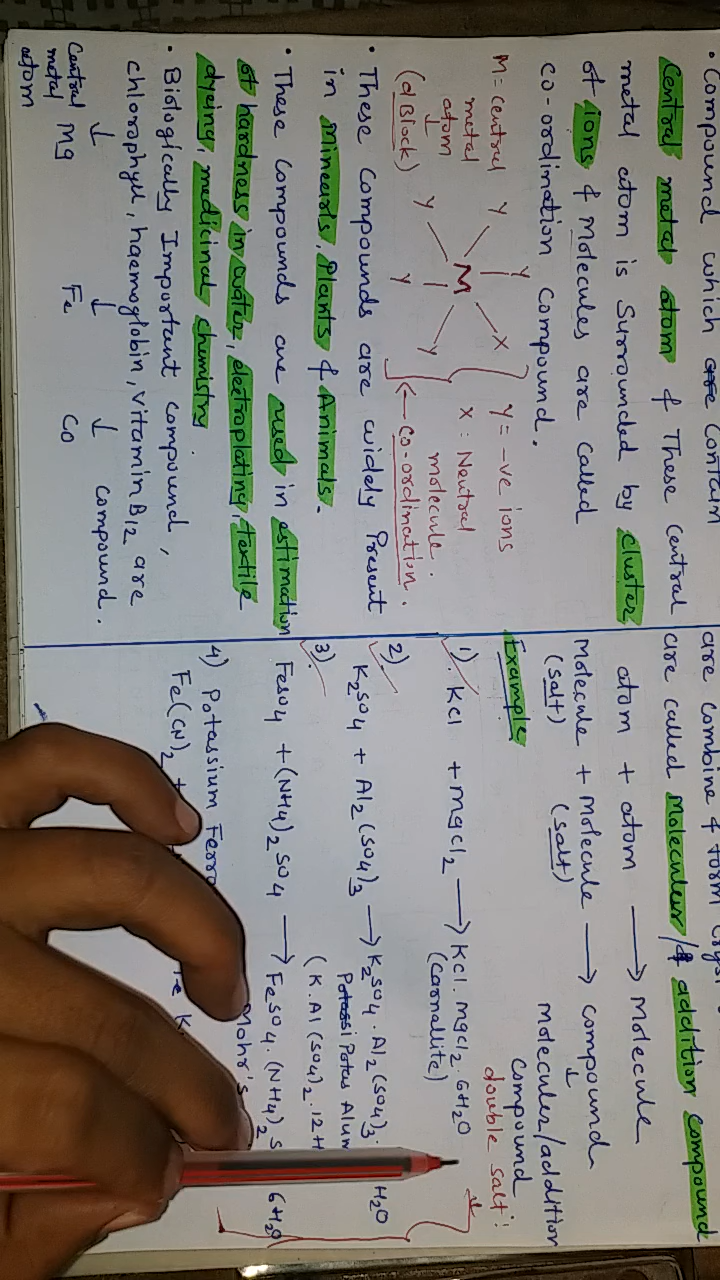 • Compound which are contain
Central metal atom & These central
metal atom is surrounded by cluster
of ions & Molecules are called
co-ordination compound.
M = central
metal
atom
↓
(d Block)
Y Y Y
Y M X
Y
Y = -ve ions
X : Neutral
molecule.
← co-ordination.
• These compounds are widely present
in minerals, plants & Animals.
• These compounds are used in estimation
of hardness in water, electroplating, textile
dyeing, medicinal chemistry.
• Biologically Important compound,
chlorophyll, haemoglobin, vitamin B12 are
↓ ↓ ↓ compound.
Central Mg Fe Co
metal
atom
are combine & form
are called Molecular/& addition compound
atom + atom ⟶ Molecule
Molecule + Molecule ⟶ compound
(salt) (salt) ↓
molecular/addition
compound
Example double salt!
1). KCl + MgCl2 ⟶ KCl. MgCl2. 6H2O
(Carnallite)
2) K2SO4 + Al2(SO4)3 ⟶ K2SO4. Al2(SO4)3. H2O
Potas Alum
(K.Al(SO4)2.12H
3).
FeSO4 + (NH4)2SO4 ⟶ FeSO4. (NH4)2 S 6H2O
Mohr's
4) Potassium Ferro
Fe(CN)2 +